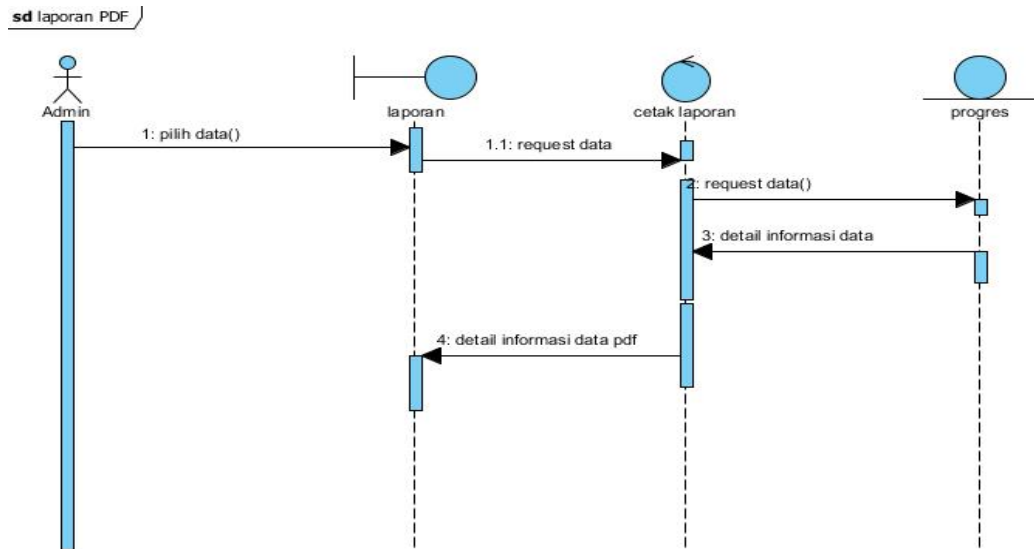 sd laporan PDF
Admin
laporan
cetak laporan
progres
1: pilih data()
1.1: request data
2: request data()
3: detail informasi data
4: detail informasi data pdf